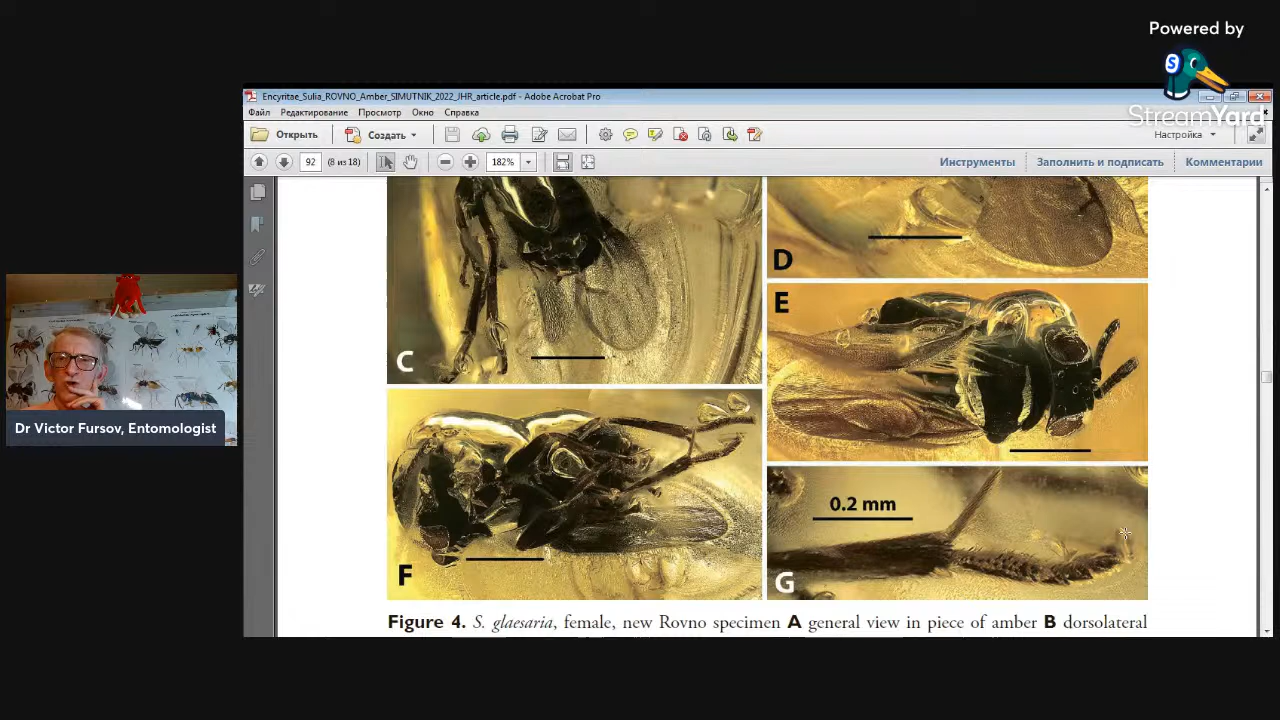 Powered by
StreamYard
Encyritae_Sulia_ROVNO_Amber_SIMUTNIK_2022_JHR_article.pdf - Adobe Acrobat Pro
Файл Редактирование Просмотр Окно Справка
Открыть Создать Настройка
92 (8 из 18) 182% Инструменты Заполнить и подписать Комментарии
C
D
E
F
0.2 mm
G
Dr Victor Fursov, Entomologist
Figure 4. S. glaesaria, female, new Rovno specimen A general view in piece of amber B dorsolateral